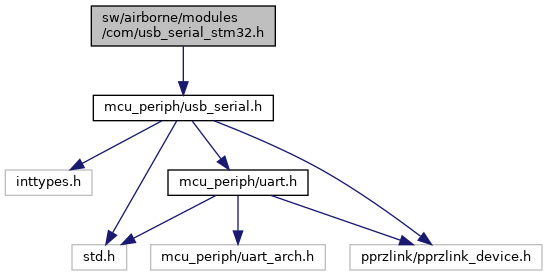 sw/airborne/modules
/com/usb_serial_stm32.h
mcu_periph/usb_serial.h
inttypes.h
mcu_periph/uart.h
std.h
mcu_periph/uart_arch.h
pprzlink/pprzlink_device.h